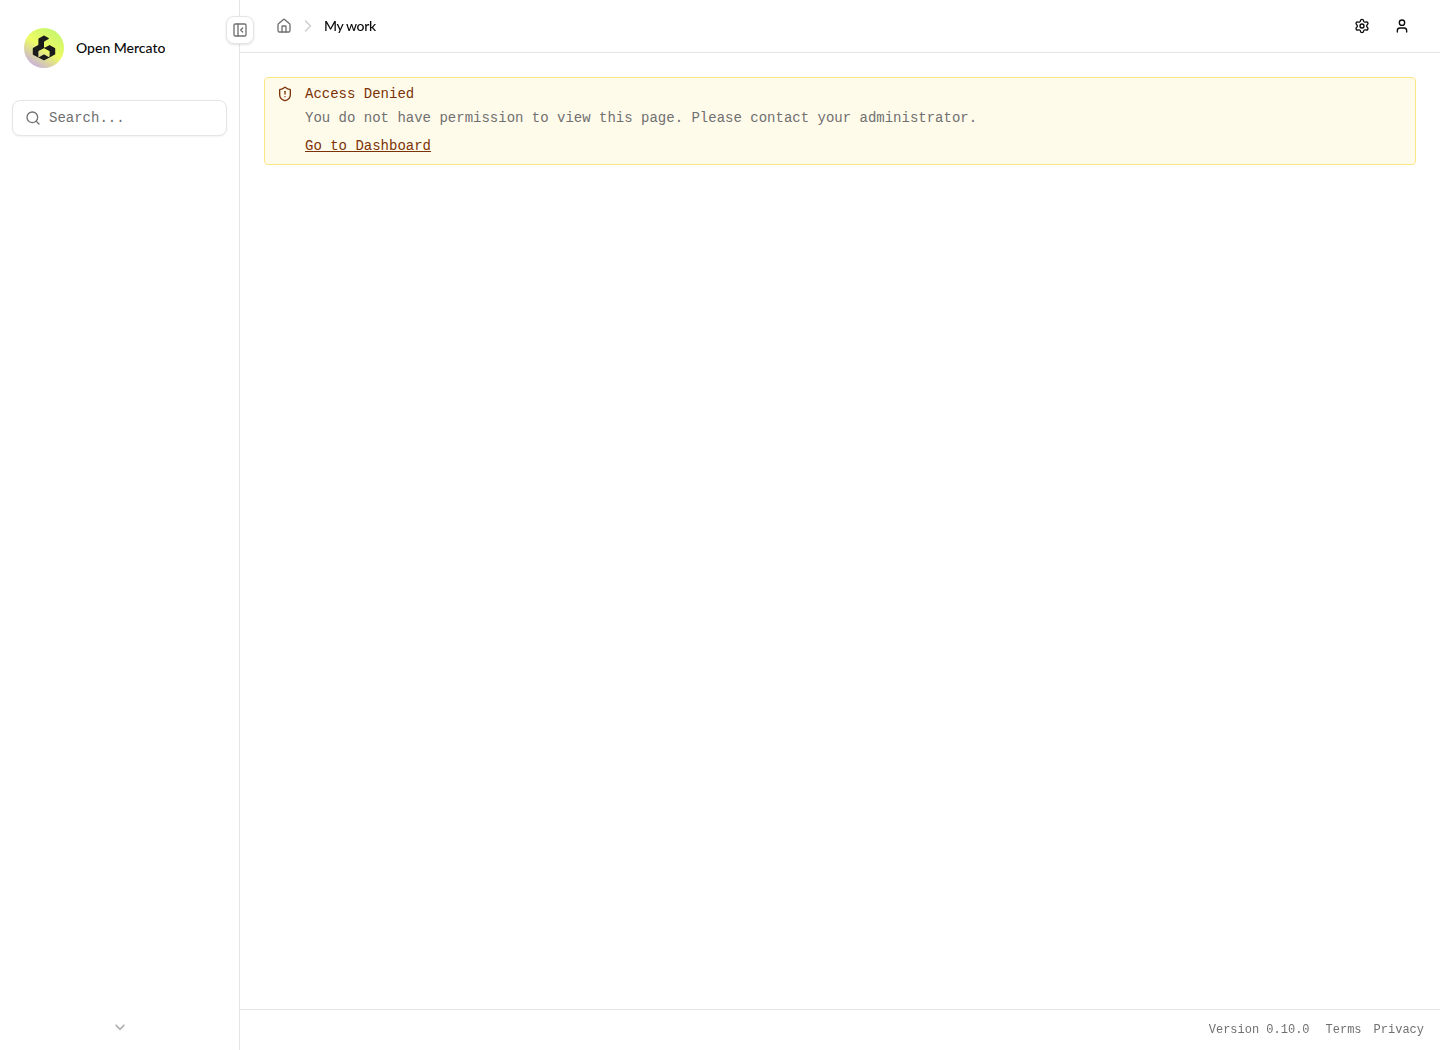 Open Mercato
Search...
My work
Access Denied
You do not have permission to view this page. Please contact your administrator.
Go to Dashboard
Version 0.10.0 Terms Privacy